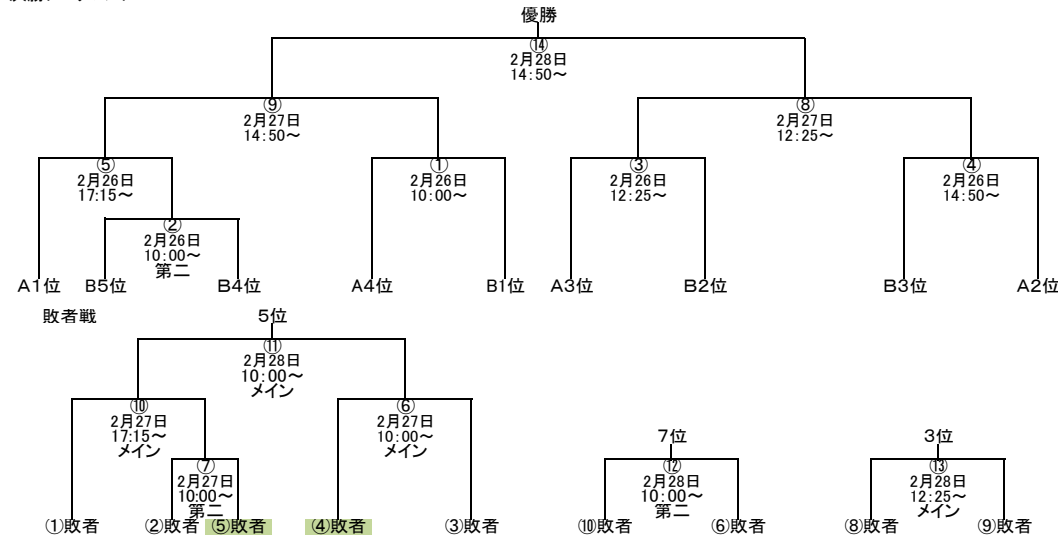 優勝
⑭
2月28日
14:50～
⑨
2月27日
14:50～
⑧
2月27日
12:25～
⑤
2月26日
17:15～
①
2月26日
10:00～
③
2月26日
12:25～
④
2月26日
14:50～
②
2月26日
10:00～
第二
A1位 B5位 B4位 A4位 B1位 A3位 B2位 B3位 A2位
敗者戦 5位
⑪
2月28日
10:00～
メイン
⑩
2月27日
17:15～
メイン
⑥
2月27日
10:00～
メイン
⑦
2月27日
10:00～
第二
7位
⑫
2月28日
10:00～
第二
3位
⑬
2月28日
12:25～
メイン
①敗者 ②敗者 ⑤敗者 ④敗者 ③敗者 ⑩敗者 ⑥敗者 ⑧敗者 ⑨敗者